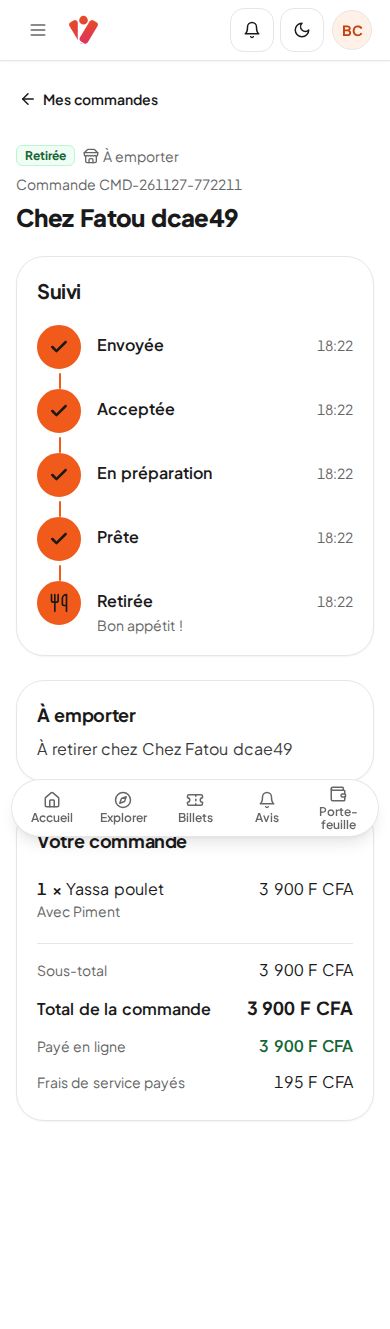 BC
Mes commandes
Retirée À emporter
Commande CMD-261127-772211
Chez Fatou dcae49
Suivi
Envoyée 18:22
Acceptée 18:22
En préparation 18:22
Prête 18:22
Retirée 18:22
Bon appétit !
À emporter
À retirer chez Chez Fatou dcae49
Accueil Explorer Billets Avis Porte-
feuille
Votre commande
1 × Yassa poulet 3 900 F CFA
Avec Piment
Sous-total 3 900 F CFA
Total de la commande 3 900 F CFA
Payé en ligne 3 900 F CFA
Frais de service payés 195 F CFA